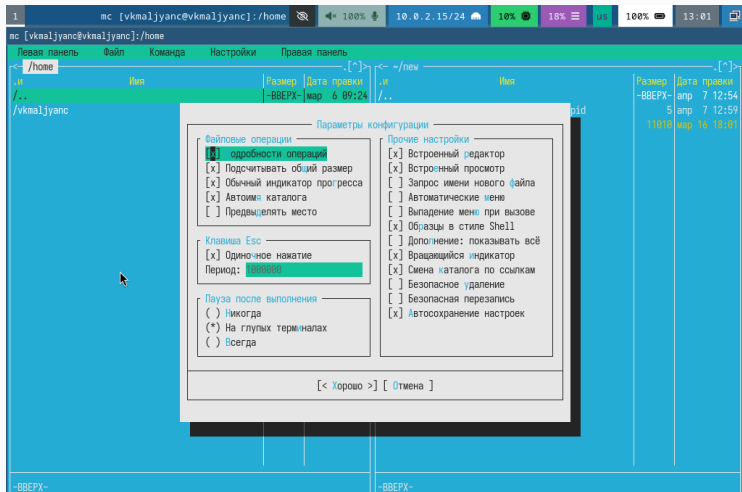 1 mc [vkmaljyanc@vkmaljyanc]:/home 100% 10.0.2.15/24 10% 18% us 100% 13:01
mc [vkmaljyanc@vkmaljyanc]:/home
Левая панель Файл Команда Настройки Правая панель
<- /home .[^]> <- ~/new .[^]>
.и Имя Размер Дата правки .и Имя Размер Дата правки
/.. -ВВЕРХ- мар 6 09:24 /.. -ВВЕРХ- апр 7 12:54
/vkmaljyanc pid 5 апр 7 12:59
11010 мар 16 18:01
Параметры конфигурации
Файловые операции
[x] одробности операций
[x] Подсчитывать общий размер
[x] Обычный индикатор прогресса
[x] Автоимя каталога
[ ] Предвыделять место
Клавиша Esc
[x] Одиночное нажатие
Период: 1000000
Пауза после выполнения
( ) Никогда
(*) На глупых терминалах
( ) Всегда
Прочие настройки
[x] Встроенный редактор
[x] Встроенный просмотр
[ ] Запрос имени нового файла
[ ] Автоматические меню
[ ] Выпадение меню при вызове
[x] Образцы в стиле Shell
[ ] Дополнение: показывать всё
[x] Вращающийся индикатор
[x] Смена каталога по ссылкам
[ ] Безопасное удаление
[ ] Безопасная перезапись
[x] Автосохранение настроек
[< Хорошо >] [ Отмена ]
-ВВЕРХ- -ВВЕРХ-